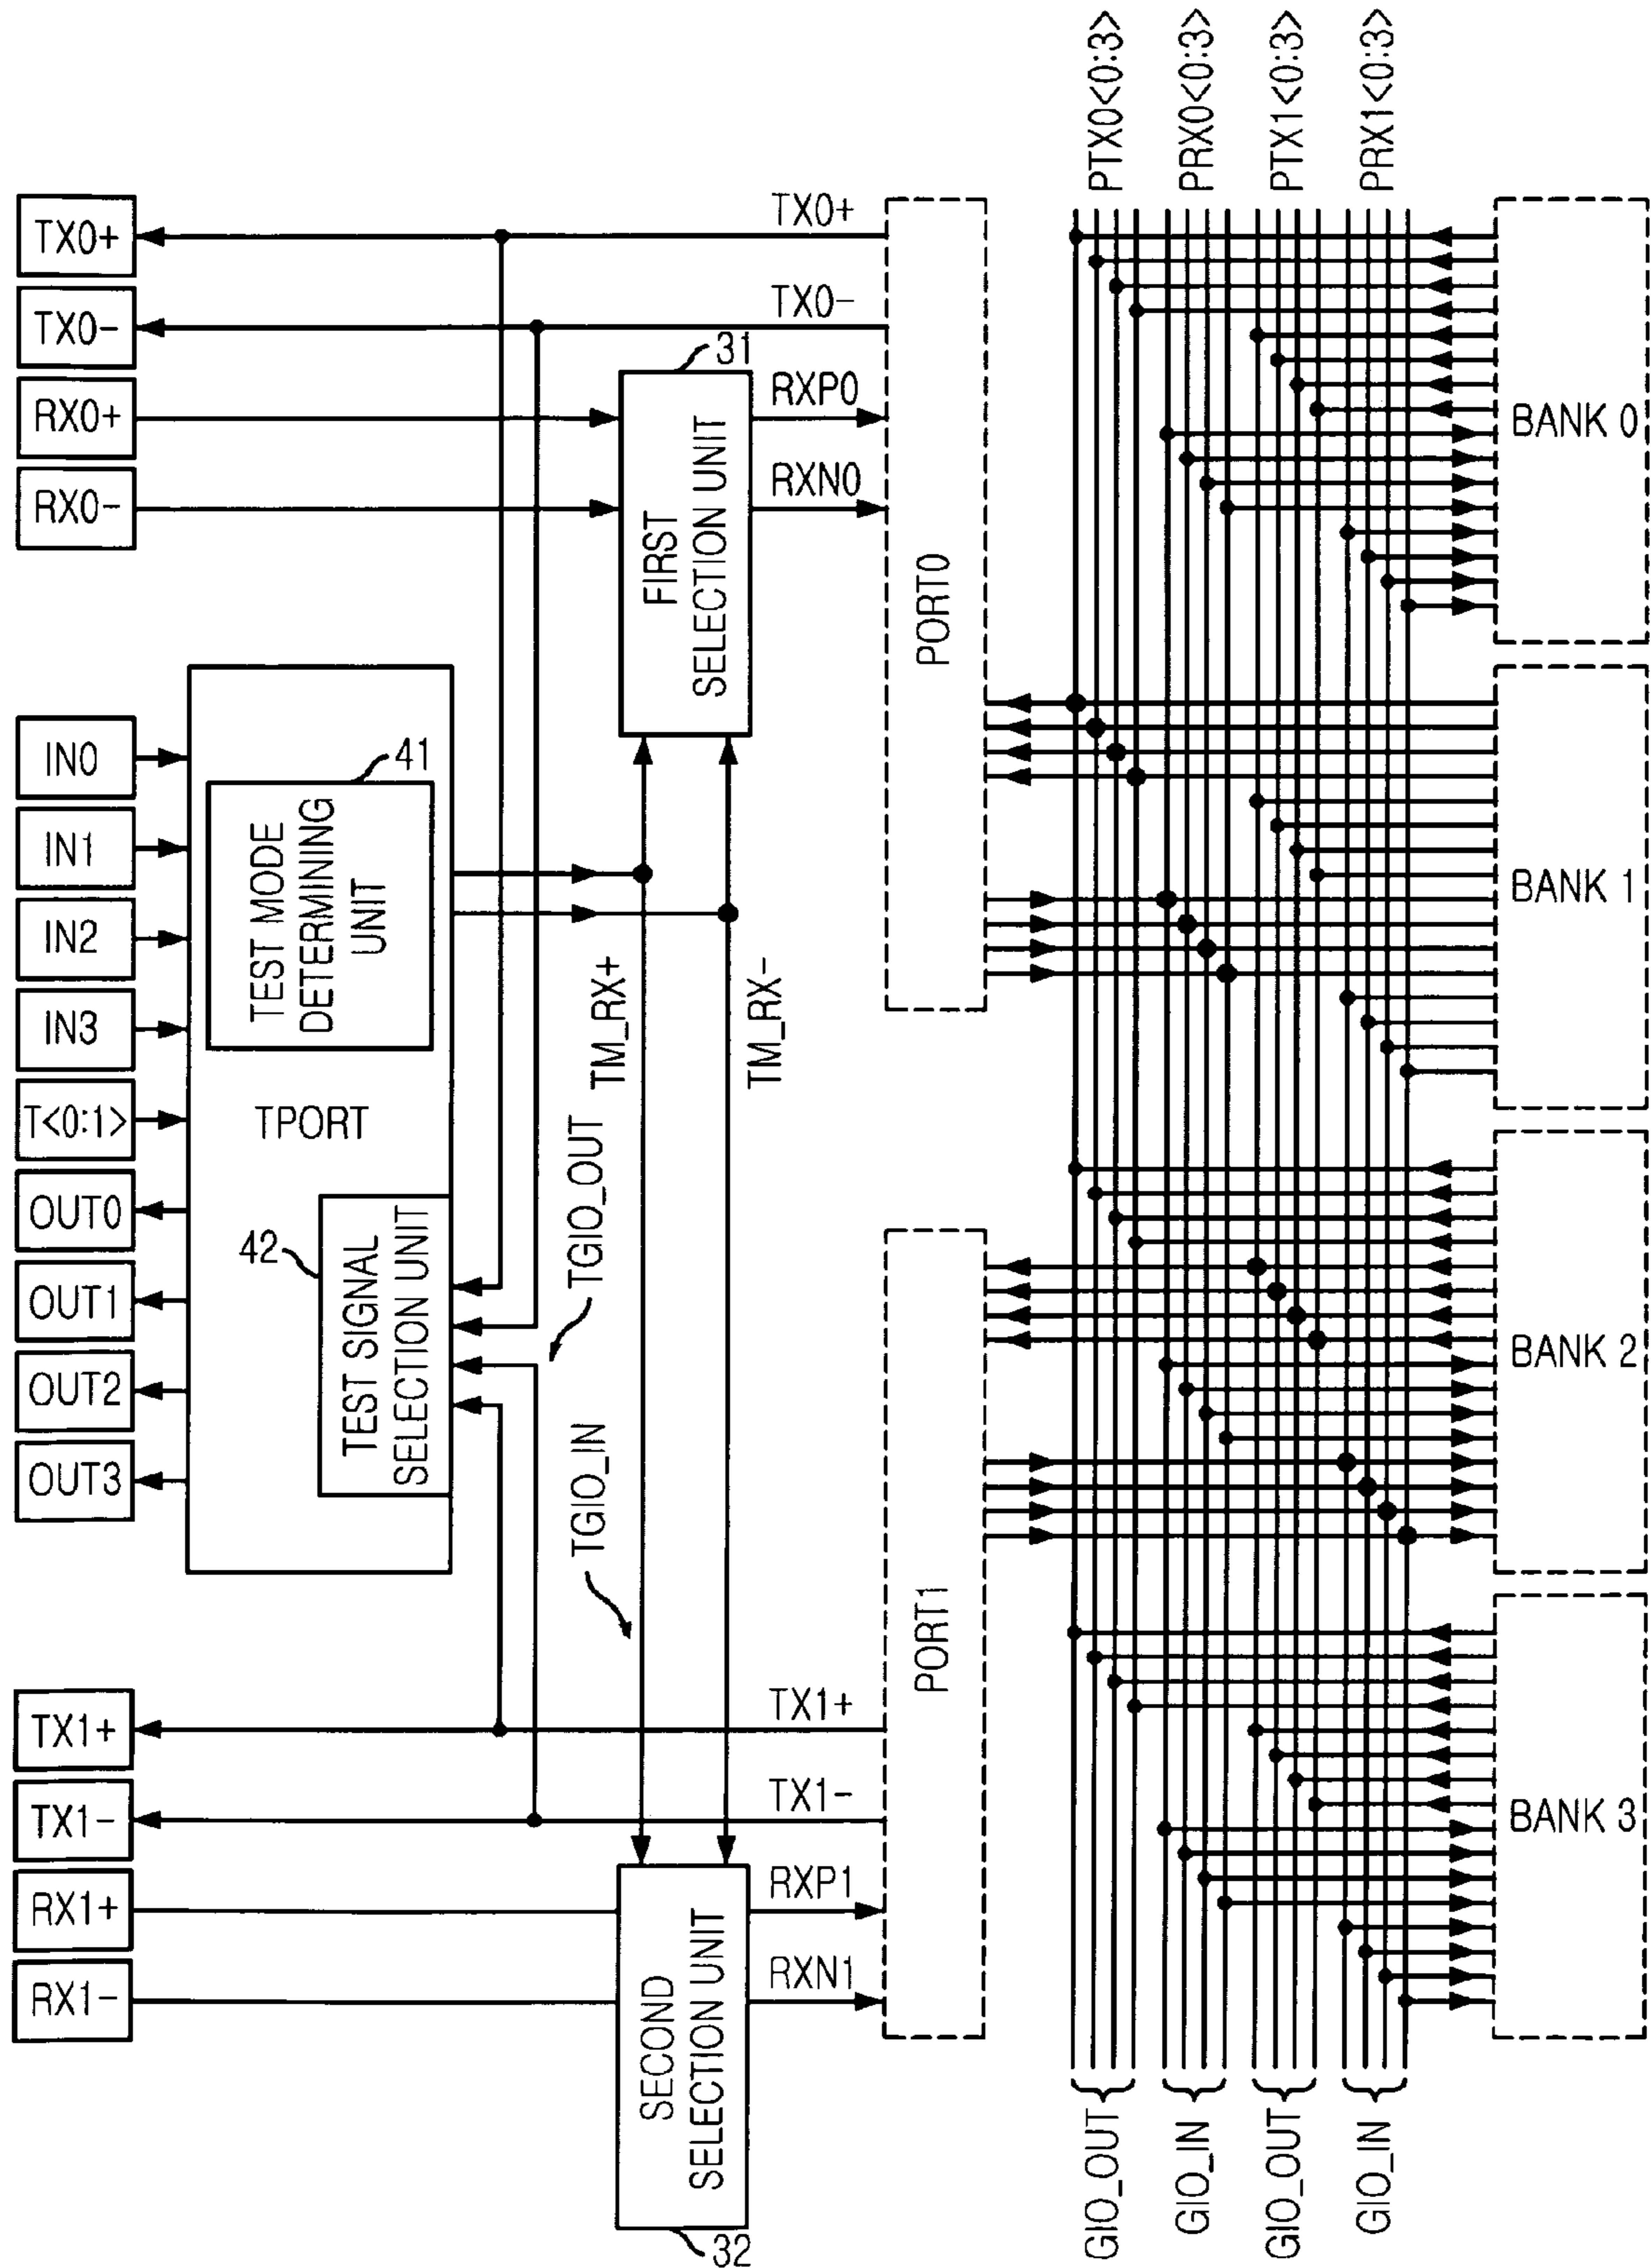 TX0+
TX0-
RX0+
RX0-
IN0
IN1
IN2
IN3
T<0:1>
OUT0
OUT1
OUT2
OUT3
TX1+
TX1-
RX1+
RX1-
41
TEST MODE
DETERMINING
UNIT
TPORT
42
TEST SIGNAL
SELECTION UNIT
TGIO_OUT
TGIO_IN
TM_RX+
TM_RX-
31
FIRST
SELECTION UNIT
SECOND
SELECTION UNIT
32
TX0+
TX0-
RXP0
RXN0
TX1+
TX1-
RXP1
RXN1
PORT0
PORT1
PTX0<0:3>
PRX0<0:3>
PTX1<0:3>
PRX1<0:3>
GIO_OUT
GIO_IN
GIO_OUT
GIO_IN
BANK 0
BANK 1
BANK 2
BANK 3